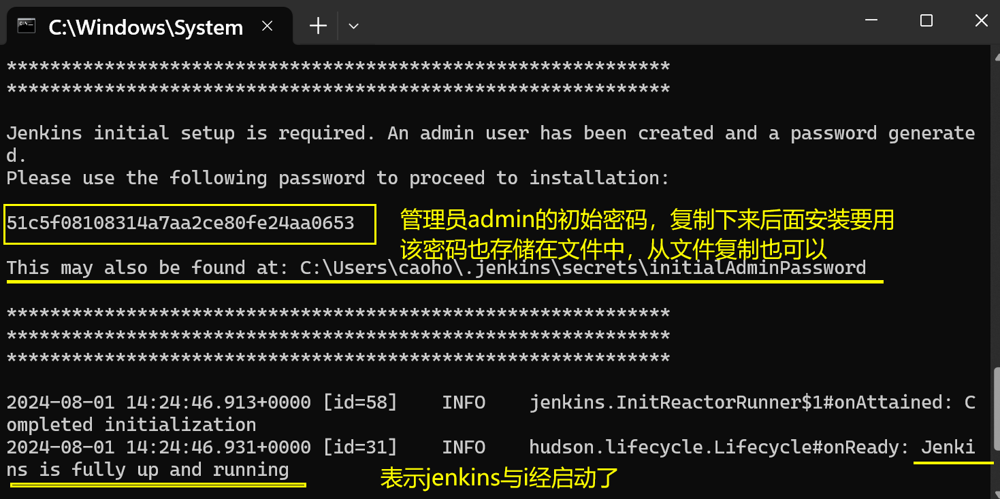 C:\Windows\System
*************************************************************
*************************************************************
Jenkins initial setup is required. An admin user has been created and a password generate
d.
Please use the following password to proceed to installation:
51c5f08108314a7aa2ce80fe24aa0653
管理员admin的初始密码，复制下来后面安装要用
该密码也存储在文件中，从文件复制也可以
This may also be found at: C:\Users\caoho\.jenkins\secrets\initialAdminPassword
*************************************************************
*************************************************************
*************************************************************
2024-08-01 14:24:46.913+0000 [id=58]    INFO    jenkins.InitReactorRunner$1#onAttained: C
ompleted initialization
2024-08-01 14:24:46.931+0000 [id=31]    INFO    hudson.lifecycle.Lifecycle#onReady: Jenki
ns is fully up and running
表示jenkins与i经启动了